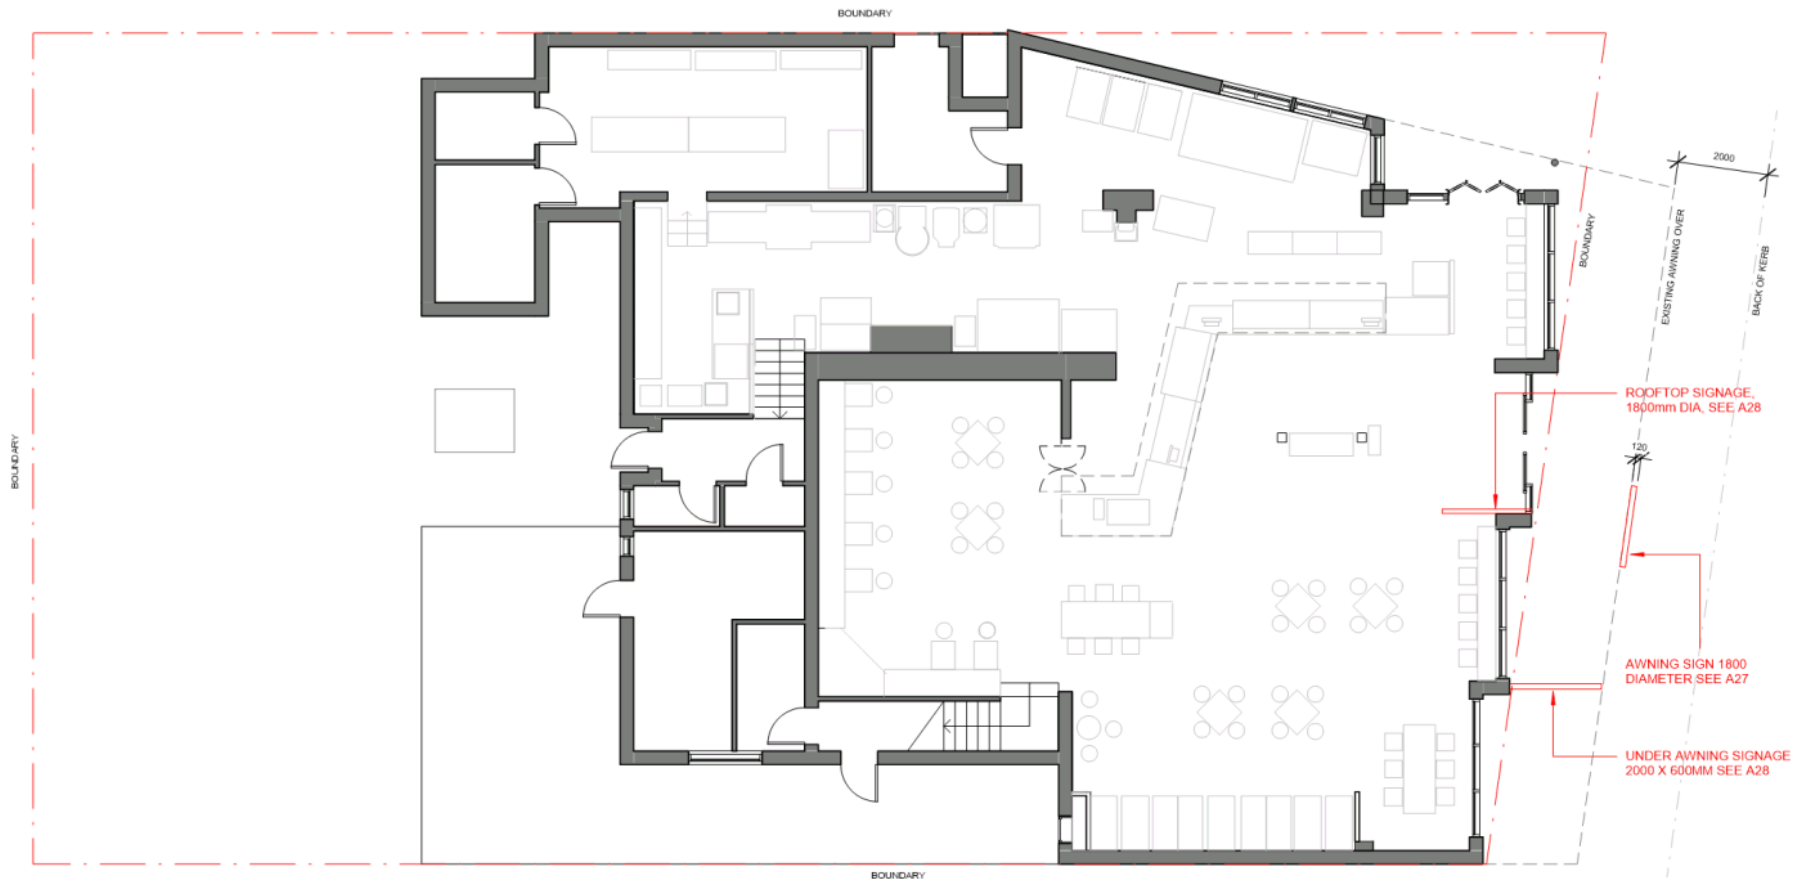 BOUNDARY
2000
BOUNDARY
EXISTING AWNING OVER
BACK OF KERB
ROOFTOP SIGNAGE,
1800mm DIA, SEE A28
120
BOUNDARY
AWNING SIGN 1800
DIAMETER SEE A27
UNDER AWNING SIGNAGE
2000 X 600MM SEE A28
BOUNDARY